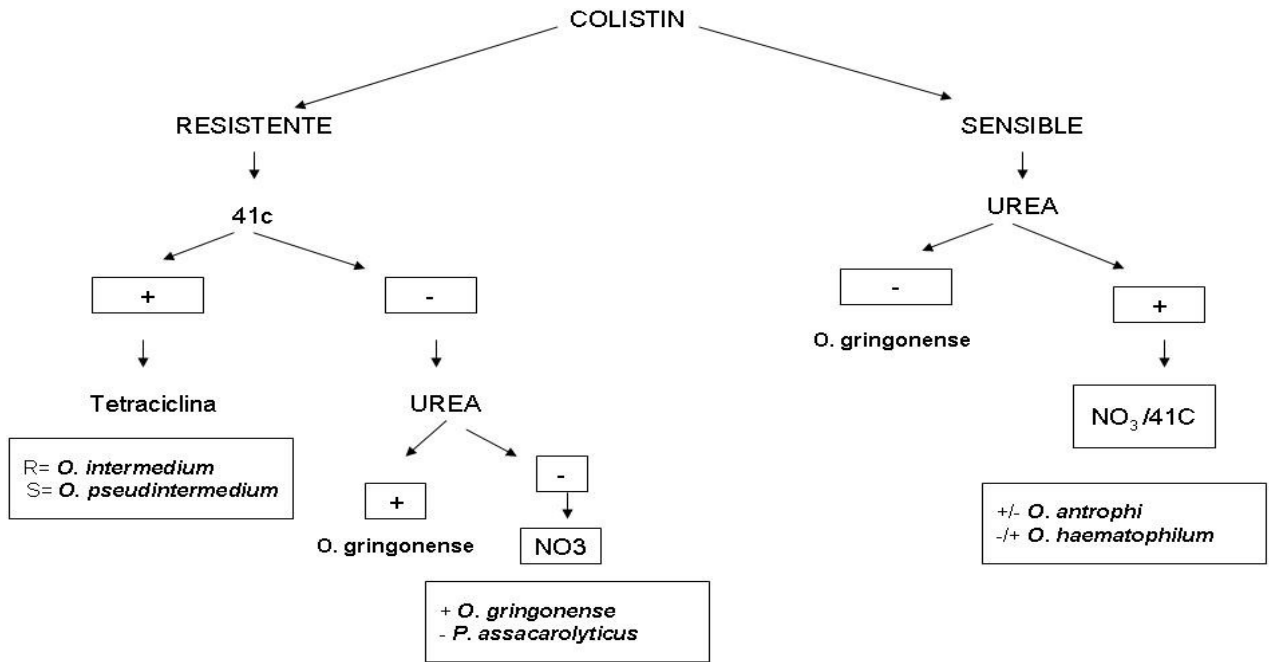 COLISTIN
RESISTENTE
SENSIBLE
41c
UREA
+
-
-
+
O. gringonense
Tetraciclina
UREA
NO3 /41C
R= O. intermedium
S= O. pseudintermedium
+
-
O. gringonense
NO3
+/- O. antrophi
-/+ O. haematophilum
+ O. gringonense
- P. assacarolyticus